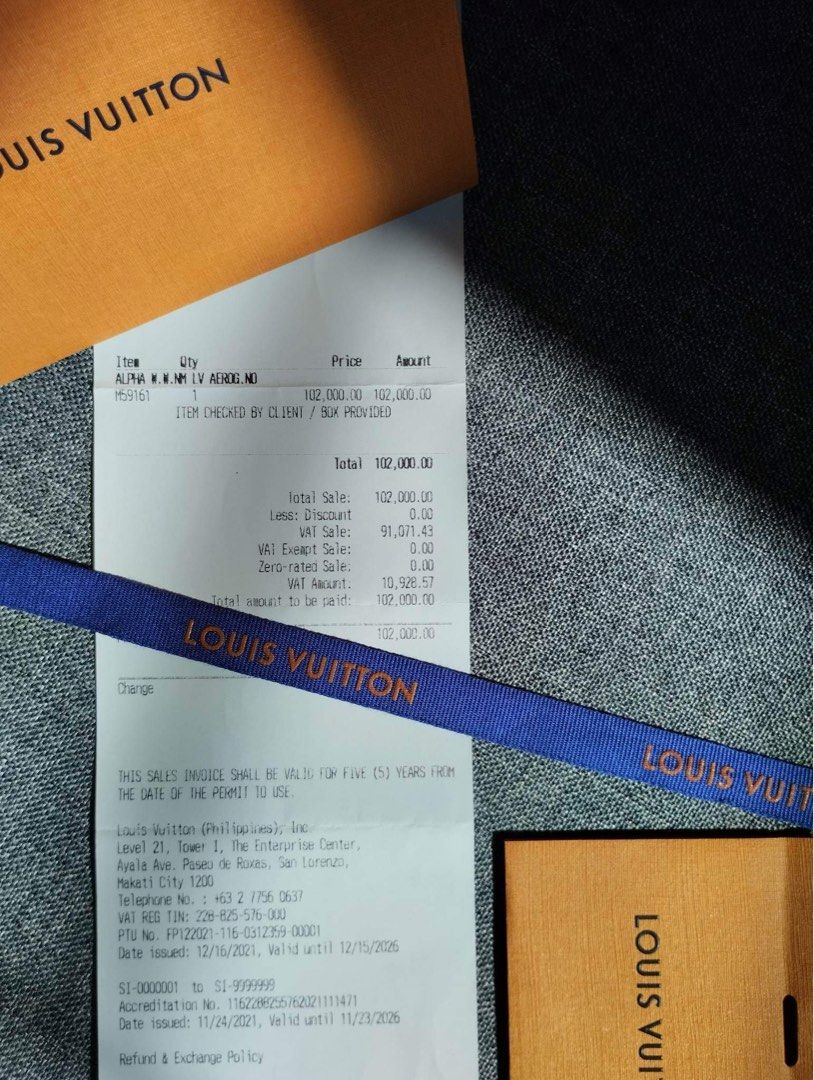 OUIS VUITTON
Item Qty Price Amount
ALPHA W.W.NM LV AEROG.NO
M59161 1 102,000.00 102,000.00
ITEM CHECKED BY CLIENT / BOX PROVIDED
Total 102,000.00
Total Sale: 102,000.00
Less: Discount 0.00
VAT Sale: 91,071.43
VAT Exempt Sale: 0.00
Zero-rated Sale: 0.00
VAT Amount: 10,928.57
Total amount to be paid: 102,000.00
102,000.00
LOUIS VUITTON
LOUIS VUIT
Change
THIS SALES INVOICE SHALL BE VALID FOR FIVE (5) YEARS FROM
THE DATE OF THE PERMIT TO USE.
Louis Vuitton (Philippines), Inc.
Level 21, Tower I, The Enterprise Center,
Ayala Ave. Paseo de Roxas, San Lorenzo,
Makati City 1200
Telephone No. : +63 2 7756 0637
VAT REG TIN: 228-825-576-000
PTU No. FP122021-116-0312359-00001
Date issued: 12/16/2021, Valid until 12/15/2026
SI-0000001 to SI-9999999
Accreditation No. 1162288255762021111471
Date issued: 11/24/2021, Valid until 11/23/2026
Refund & Exchange Policy
LOUIS VUI